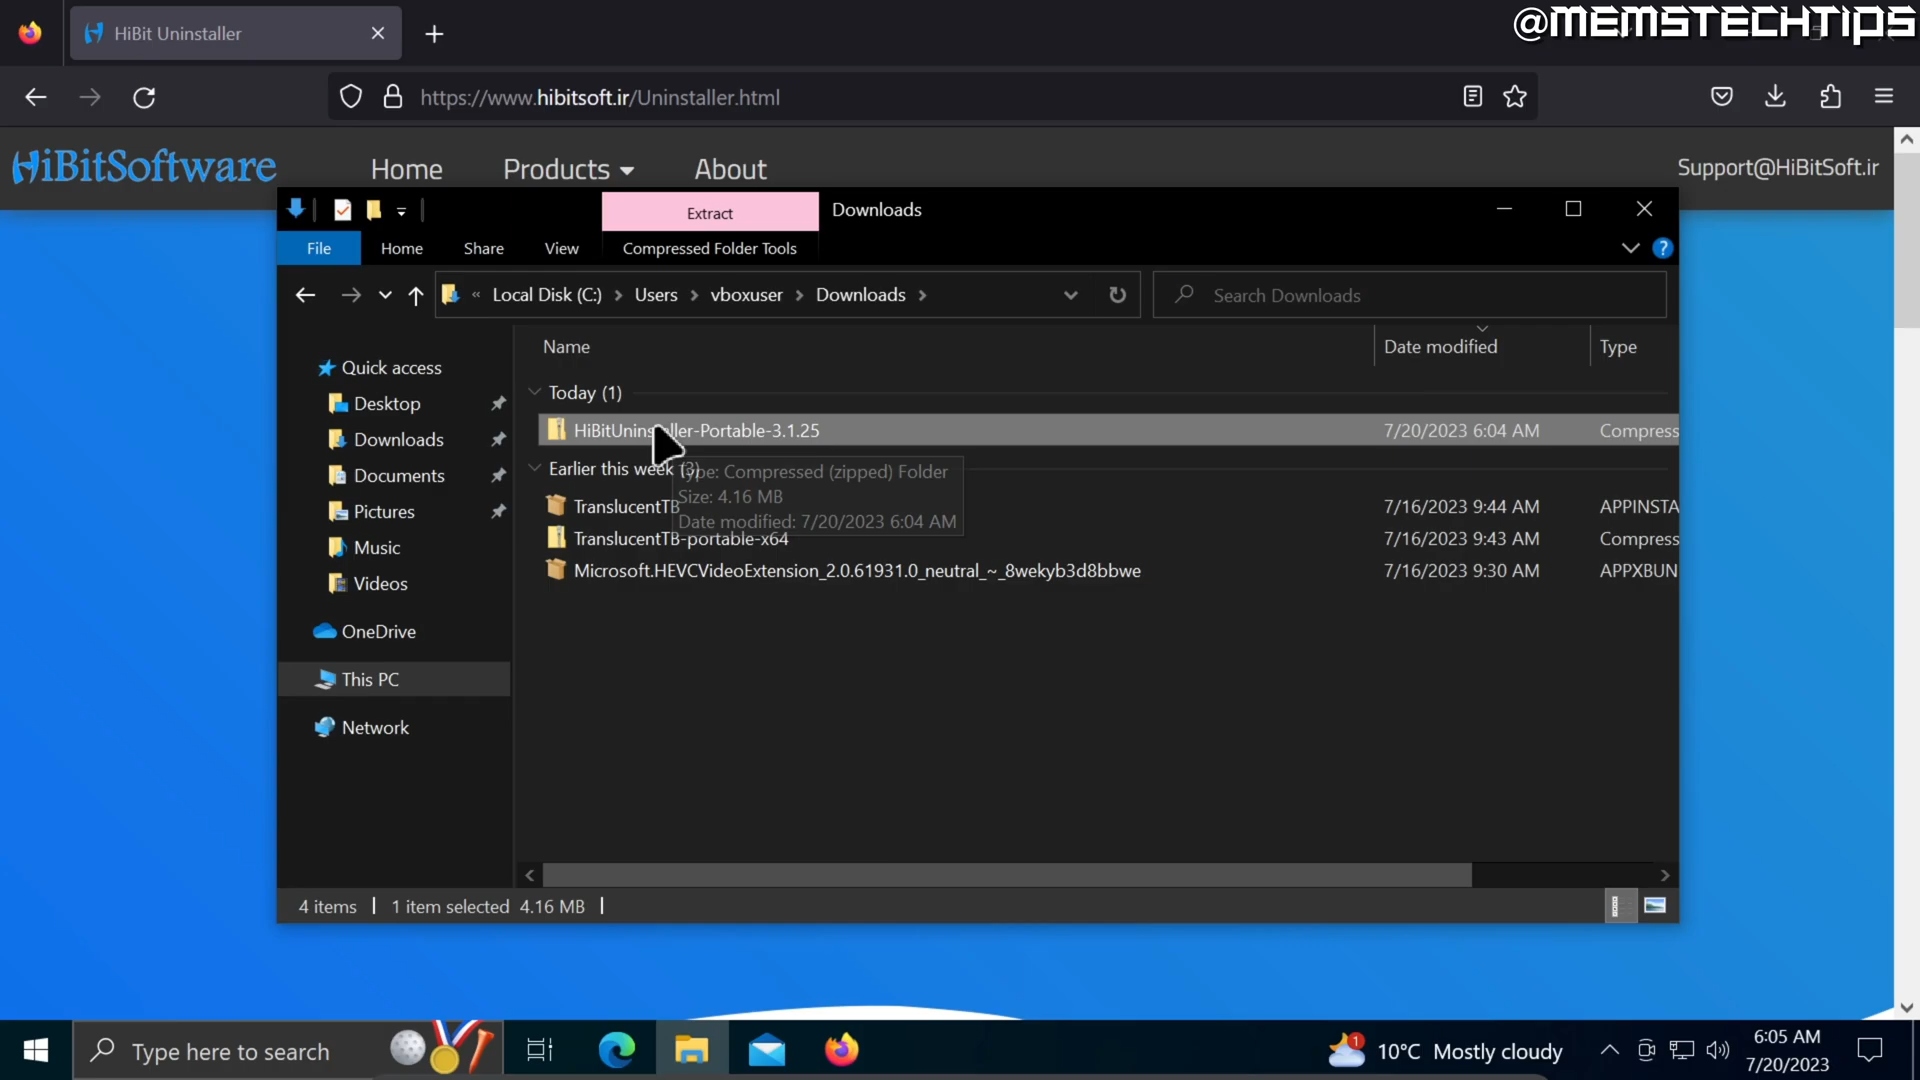 HiBit Uninstaller
@MEMSTECHTIPS
https://www.hibitsoft.ir/Uninstaller.html
HiBitSoftware
Home
Products
About
Support@HiBitSoft.ir
Extract
Downloads
File
Home
Share
View
Compressed Folder Tools
« Local Disk (C:) > Users > vboxuser > Downloads >
Search Downloads
Name
Date modified
Type
Quick access
Desktop
Downloads
Documents
Pictures
Music
Videos
OneDrive
This PC
Network
Today (1)
HiBitUninstaller-Portable-3.1.25
7/20/2023 6:04 AM
Compress
Earlier this week (3)
Type: Compressed (zipped) Folder
Size: 4.16 MB
Date modified: 7/20/2023 6:04 AM
TranslucentTB
7/16/2023 9:44 AM
APPINSTA
TranslucentTB-portable-x64
7/16/2023 9:43 AM
Compress
Microsoft.HEVCVideoExtension_2.0.61931.0_neutral_~_8wekyb3d8bbwe
7/16/2023 9:30 AM
APPXBUN
4 items
1 item selected 4.16 MB
Type here to search
1
10°C Mostly cloudy
6:05 AM
7/20/2023